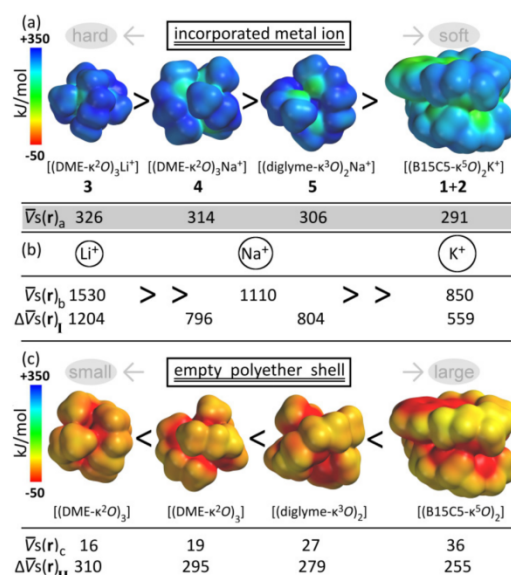 (a)
+350
kJ/mol
-50
hard
incorporated metal ion
soft
> > >
[(DME-κ²O)₃Li⁺] [(DME-κ²O)₃Na⁺] [(diglyme-κ³O)₂Na⁺] [(B15C5-κ⁵O)₂K⁺]
3 4 5 1+2
V̅s(r)a 326 314 306 291
(b) Li⁺ Na⁺ K⁺
V̅s(r)b 1530 > > 1110 > > 850
ΔV̅s(r)I 1204 796 804 559
(c)
+350
kJ/mol
-50
small
empty polyether shell
large
< < <
[(DME-κ²O)₃] [(DME-κ²O)₃] [(diglyme-κ³O)₂] [(B15C5-κ⁵O)₂]
V̅s(r)c 16 19 27 36
ΔV̅s(r)II 310 295 279 255